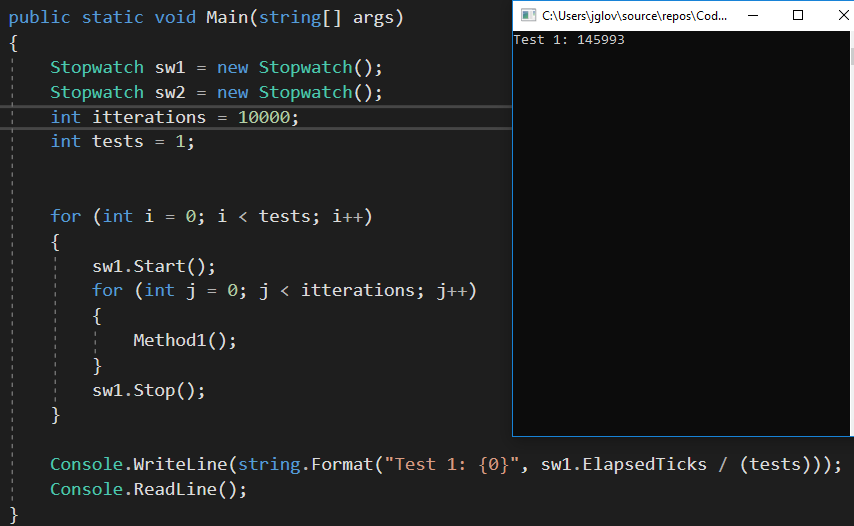 public static void Main(string[] args)
{
Stopwatch sw1 = new Stopwatch();
Stopwatch sw2 = new Stopwatch();
int itterations = 10000;
int tests = 1;
for (int i = 0; i < tests; i++)
{
sw1.Start();
for (int j = 0; j < itterations; j++)
{
Method1();
}
sw1.Stop();
}
Console.WriteLine(string.Format("Test 1: {0}", sw1.ElapsedTicks / (tests)));
Console.ReadLine();
}
C:\Users\jglov\source\repos\Cod...
Test 1: 145993